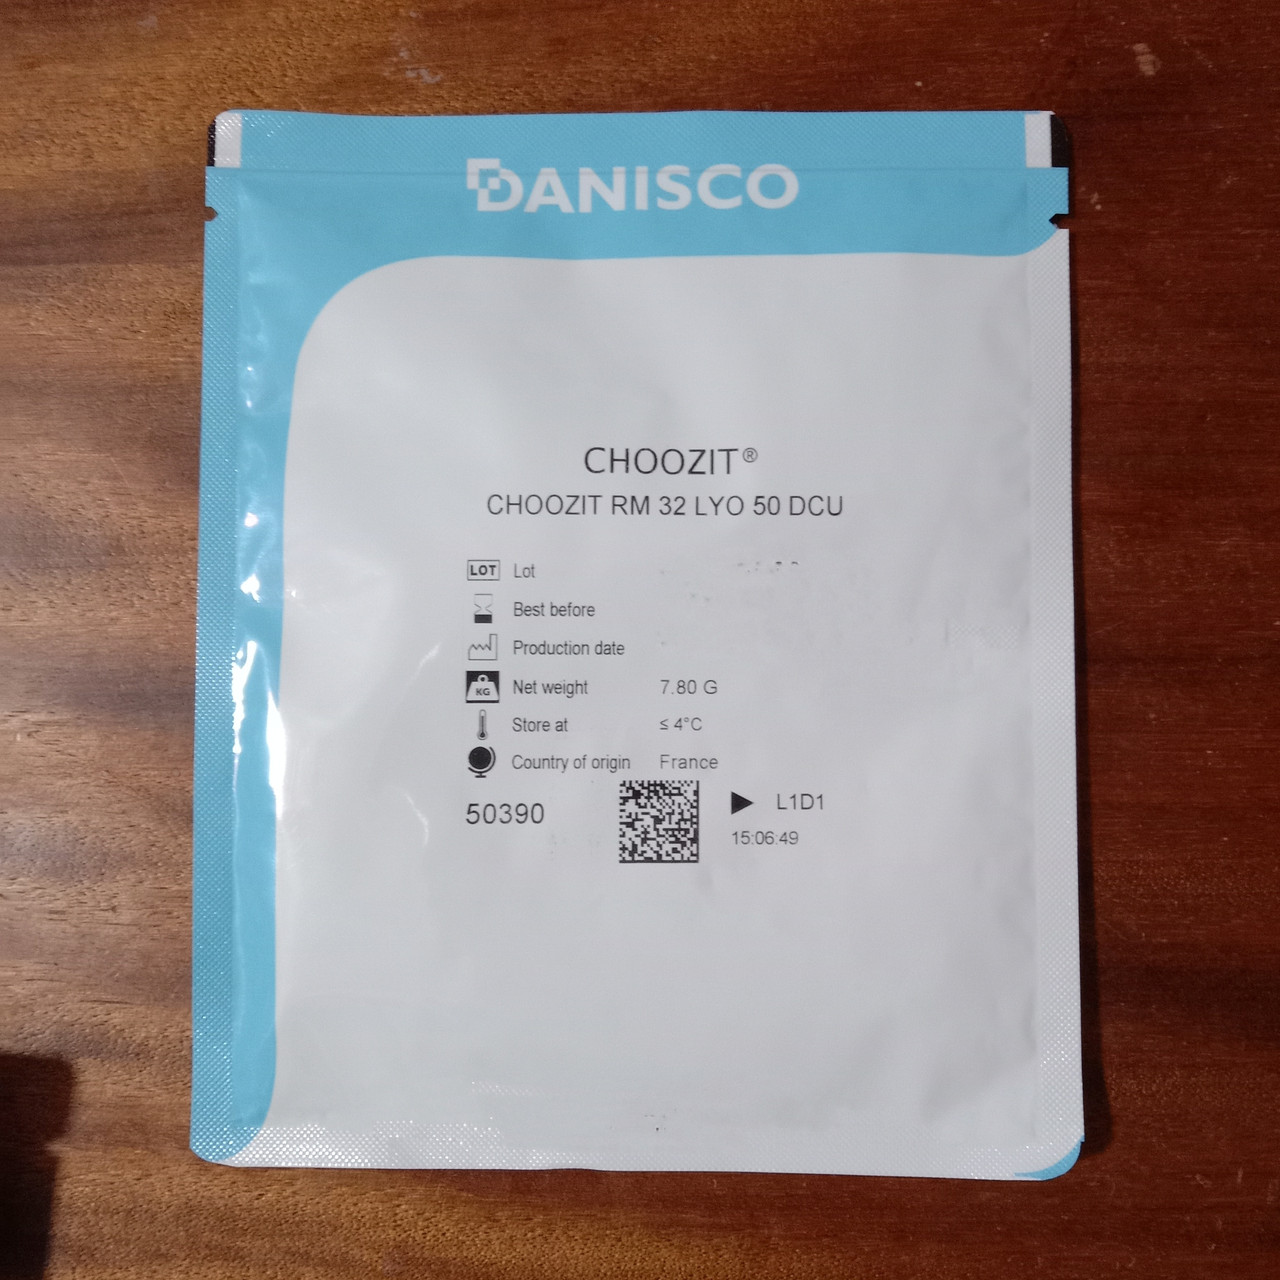 DANISCO
CHOOZIT®
CHOOZIT RM 32 LYO 50 DCU
LOT Lot
Best before
Production date
KG Net weight 7.80 G
Store at ≤ 4°C
Country of origin France
50390 L1D1
15:06:49